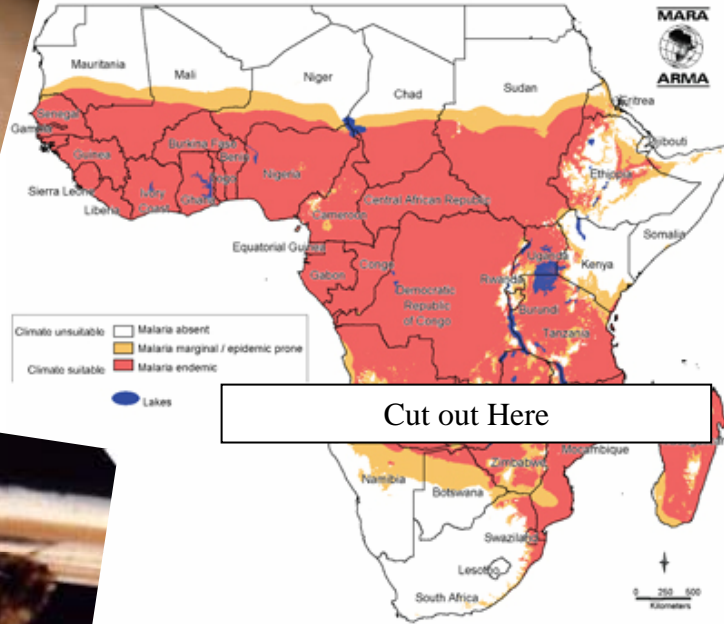 MARA
ARMA
Mauritania
Mali
Niger
Chad
Sudan
Eritrea
Senegal
Gambia
Djibouti
Guinea
Burkina Faso
Benin
Togo
Nigeria
Ethiopia
Sierra Leone
Ivory
Coast
Ghana
Liberia
Central African Republic
Cameroon
Somalia
Equatorial Guinea
Uganda
Kenya
Gabon
Congo
Rwanda
Democratic
Republic
of Congo
Burundi
Tanzania
Climate unsuitable
Malaria absent
Malaria marginal / epidemic prone
Climate suitable
Malaria endemic
Lakes
Cut out Here
Mocambique
Zimbabwe
Namibia
Botswana
Swaziland
Lesotho
South Africa
0 250 500
Kilometers